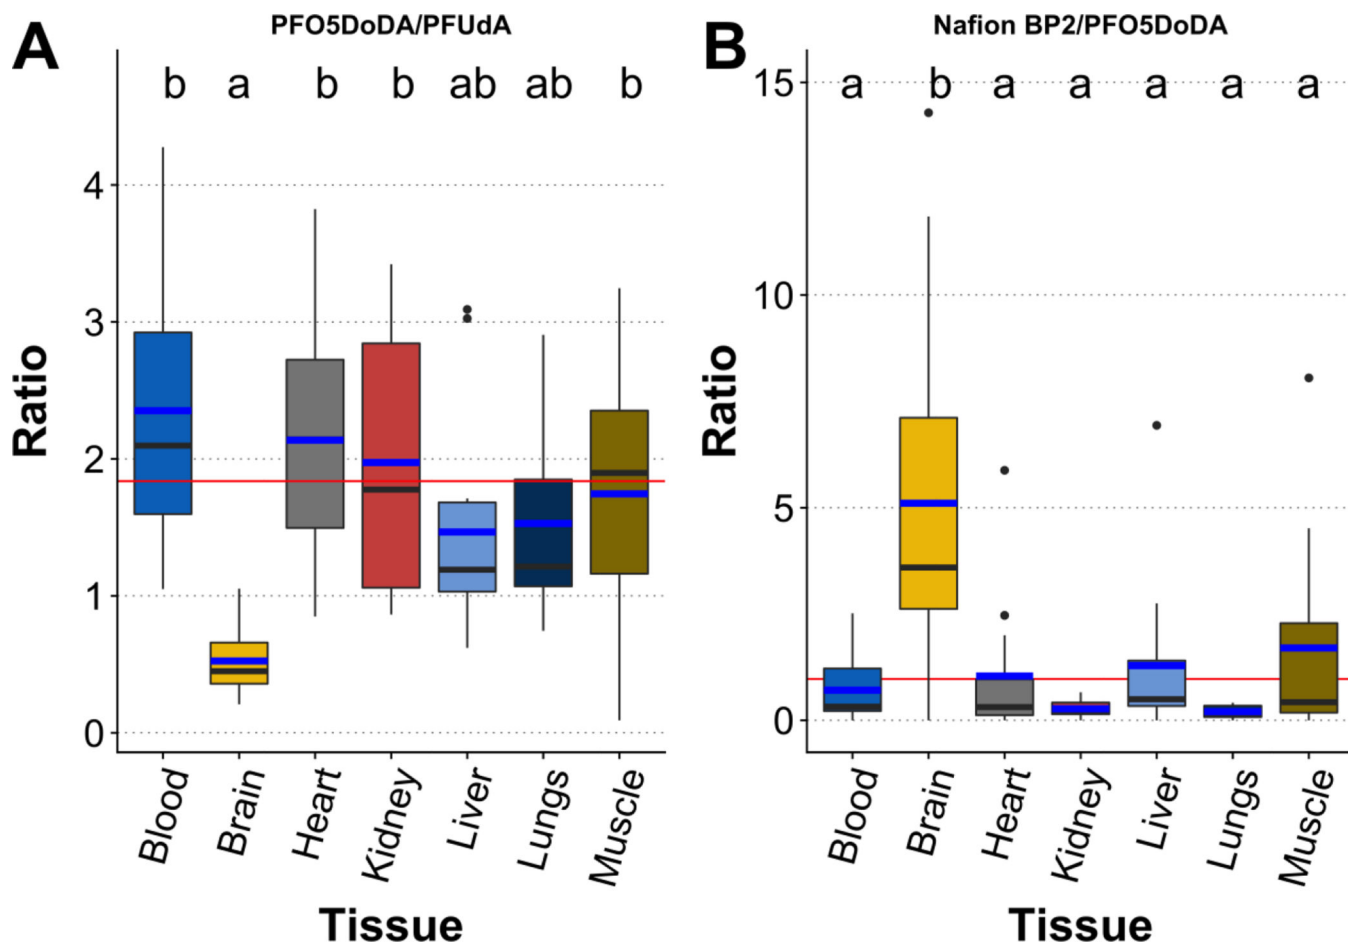 A
PFO5DoDA/PFUdA
b a b b ab ab b
4
3
2
1
0
Ratio
Blood
Brain
Heart
Kidney
Liver
Lungs
Muscle
Tissue
B
Nafion BP2/PFO5DoDA
a b a a a a a
15
10
5
0
Ratio
Blood
Brain
Heart
Kidney
Liver
Lungs
Muscle
Tissue